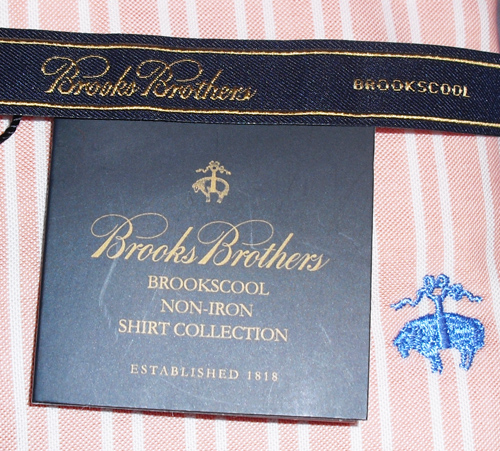 Brooks Brothers BROOKSCOOL
Brooks Brothers
BROOKSCOOL
NON-IRON
SHIRT COLLECTION
ESTABLISHED 1818